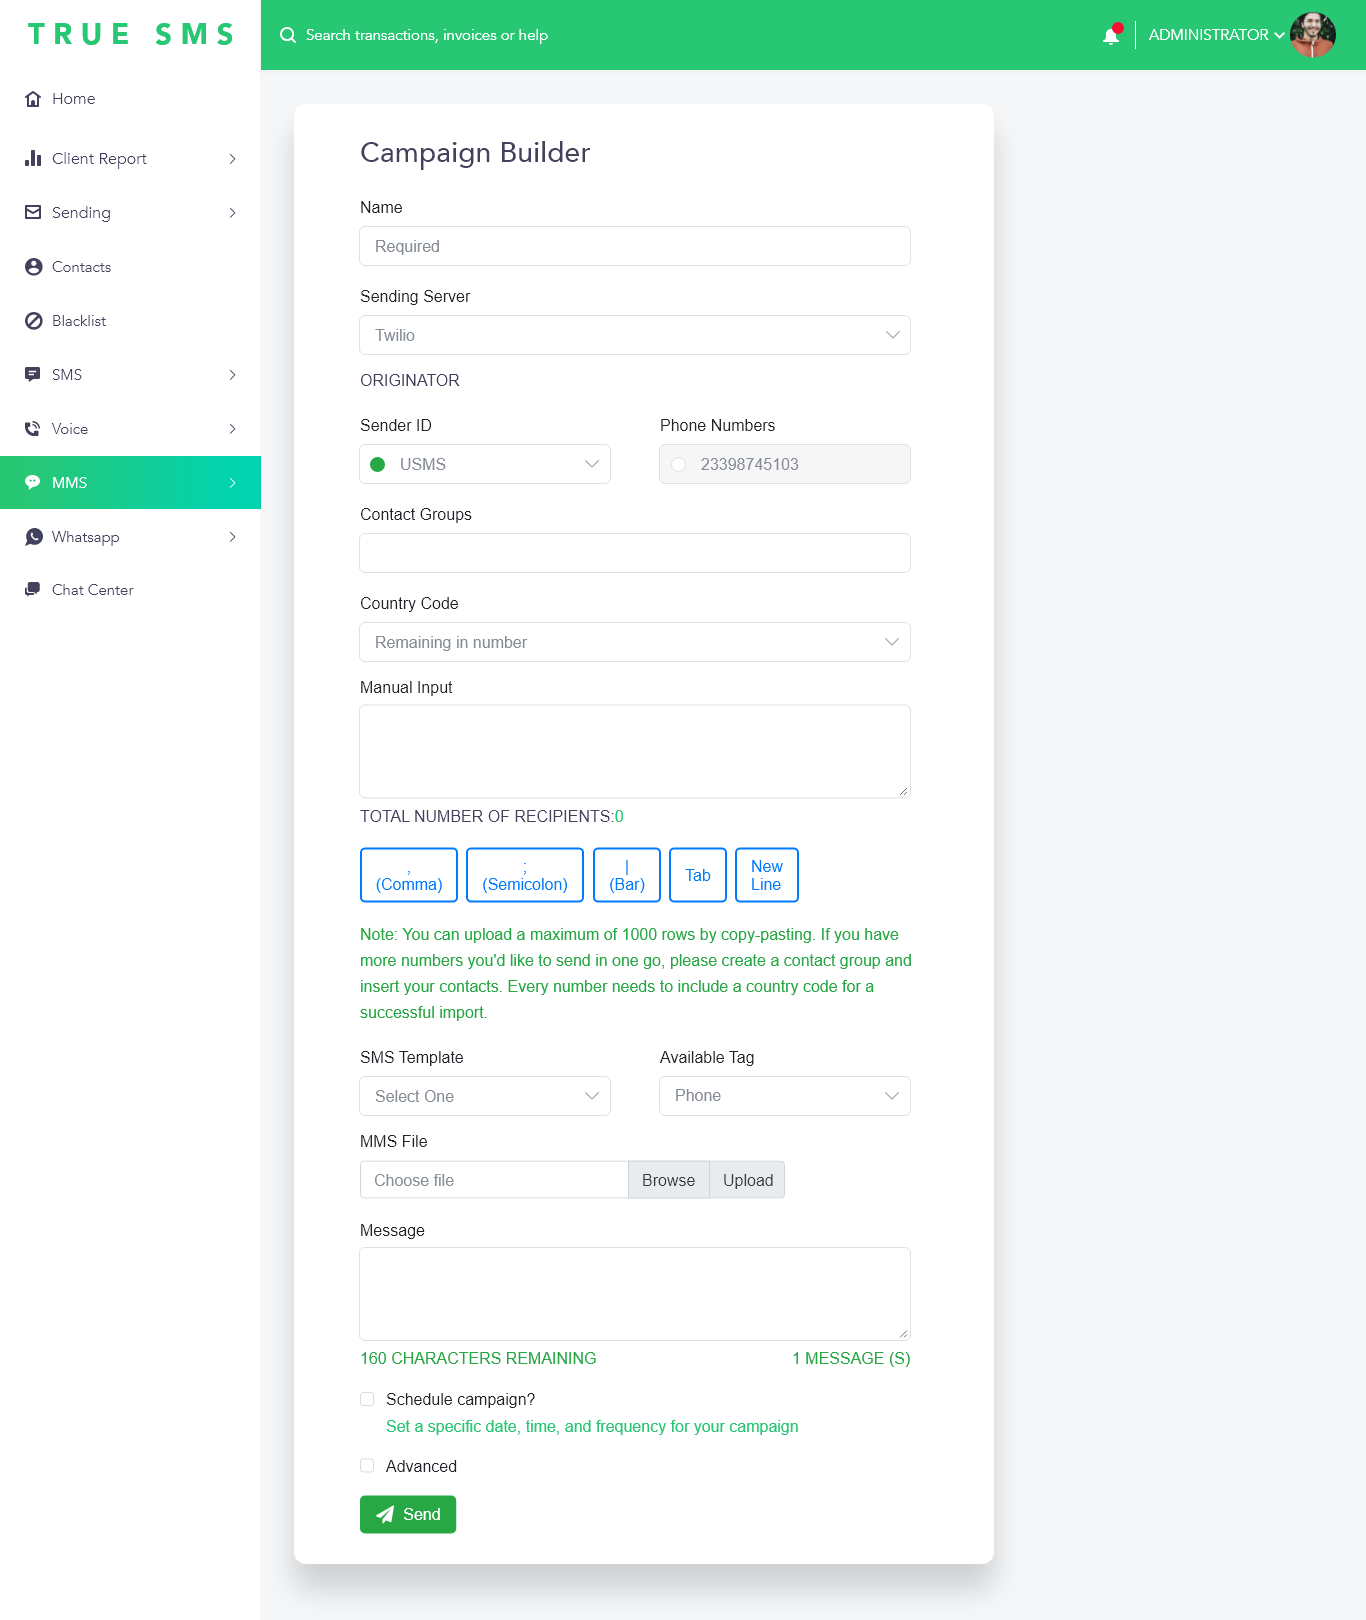 TRUE SMS
Search transactions, invoices or help
ADMINISTRATOR
Home
Client Report
Sending
Contacts
Blacklist
SMS
Voice
MMS
Whatsapp
Chat Center
Campaign Builder
Name
Required
Sending Server
Twilio
ORIGINATOR
Sender ID
Phone Numbers
USMS
23398745103
Contact Groups
Country Code
Remaining in number
Manual Input
TOTAL NUMBER OF RECIPIENTS:0
,
(Comma)
;
(Semicolon)
|
(Bar)
Tab
New
Line
Note: You can upload a maximum of 1000 rows by copy-pasting. If you have
more numbers you'd like to send in one go, please create a contact group and
insert your contacts. Every number needs to include a country code for a
successful import.
SMS Template
Available Tag
Select One
Phone
MMS File
Choose file
Browse
Upload
Message
160 CHARACTERS REMAINING
1 MESSAGE (S)
Schedule campaign?
Set a specific date, time, and frequency for your campaign
Advanced
Send